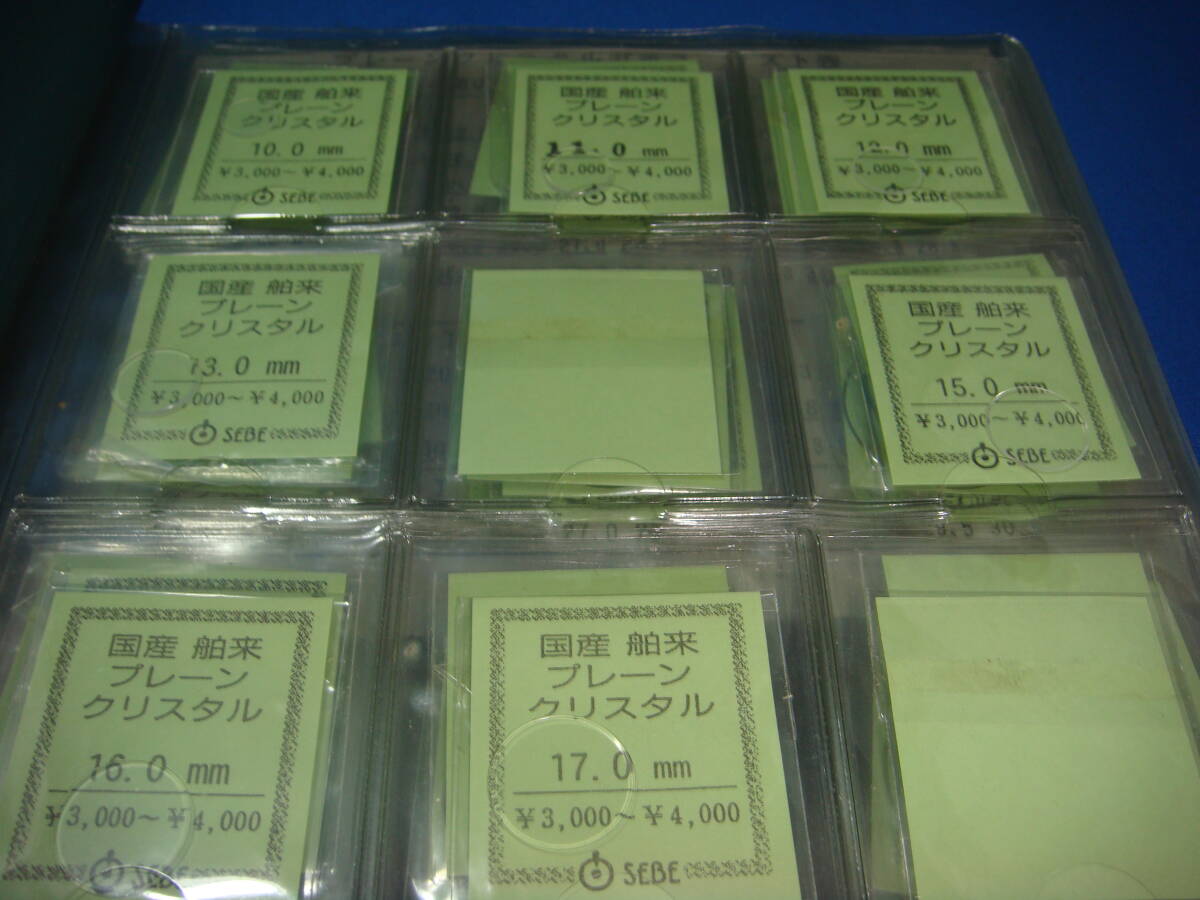 国産 舶来
プレーン
クリスタル
10.0 mm
¥3,000～¥4,000
SEBE
国産 舶来
プレーン
クリスタル
11.0 mm
¥3,000～¥4,000
SEBE
国産 舶来
プレーン
クリスタル
12.0 mm
¥3,000～¥4,000
SEBE
国産 舶来
プレーン
クリスタル
13.0 mm
¥3,000～¥4,000
SEBE
国産 舶来
プレーン
クリスタル
15.0 mm
¥3,000～¥4,000
SEBE
国産 舶来
プレーン
クリスタル
16.0 mm
¥3,000～¥4,000
SEBE
国産 舶来
プレーン
クリスタル
17.0 mm
¥3,000～¥4,000
SEBE